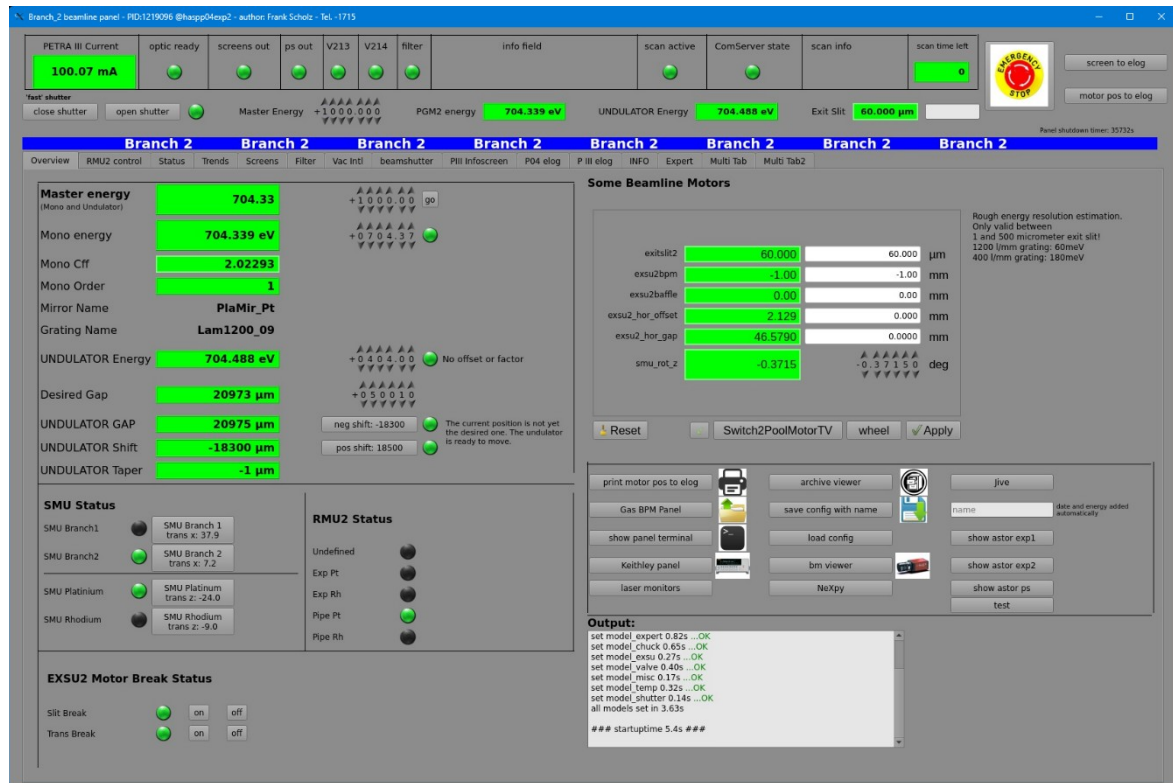 Branch_2 beamline panel - PID:1219096 @haspp04exp2 - author: Frank Scholz - Tel. -1715
PETRA III Current
optic ready
screens out
ps out
V213
V214
filter
info field
scan active
ComServer state
scan info
scan time left
100.07 mA
0
EMERGENCY
STOP
screen to elog
motor pos to elog
'fast' shutter
close shutter
open shutter
Master Energy
+1000.000
PGM2 energy
704.339 eV
UNDULATOR Energy
704.488 eV
Exit Slit
60.000 µm
Panel shutdown timer: 35732s
Branch 2 Branch 2 Branch 2 Branch 2 Branch 2 Branch 2 Branch 2 Branch 2
Overview RMU2 control Status Trends Screens Filter Vac Intl beamshutter PIII Infoscreen P04 elog P III elog INFO Expert Multi Tab Multi Tab2
Master energy
(Mono and Undulator)
704.33
+1000.00
go
Mono energy
704.339 eV
+0704.37
Mono Cff
2.02293
Mono Order
1
Mirror Name
PlaMir_Pt
Grating Name
Lam1200_09
UNDULATOR Energy
704.488 eV
+0404.00
No offset or factor
Desired Gap
20973 µm
+050010
UNDULATOR GAP
20975 µm
neg shift: -18300
The current position is not yet
the desired one. The undulator
is ready to move.
UNDULATOR Shift
-18300 µm
pos shift: 18500
UNDULATOR Taper
-1 µm
SMU Status
SMU Branch1
SMU Branch 1
trans x: 37.9
SMU Branch2
SMU Branch 2
trans x: 7.2
SMU Platinium
SMU Platinum
trans z: -24.0
SMU Rhodium
SMU Rhodium
trans z: -9.0
RMU2 Status
Undefined
Exp Pt
Exp Rh
Pipe Pt
Pipe Rh
EXSU2 Motor Break Status
Slit Break
on
off
Trans Break
on
off
Some Beamline Motors
exitslit2
60.000
60.000
µm
exsu2bpm
-1.00
-1.00
mm
exsu2baffle
0.00
0.00
mm
exsu2_hor_offset
2.129
0.000
mm
exsu2_hor_gap
46.5790
0.0000
mm
smu_rot_z
-0.3715
-0.37150
deg
Rough energy resolution estimation.
Only valid between
1 and 500 micrometer exit slit!
1200 l/mm grating: 60meV
400 l/mm grating: 180meV
Reset
Switch2PoolMotorTV
wheel
Apply
print motor pos to elog
archive viewer
Jive
Gas BPM Panel
save config with name
name
date and energy added
automatically
show panel terminal
load config
show astor exp1
Keithley panel
bm viewer
show astor exp2
laser monitors
NeXpy
show astor ps
test
Output:
set model_expert 0.82s ...OK
set model_chuck 0.65s ...OK
set model_exsu 0.27s ...OK
set model_valve 0.40s ...OK
set model_misc 0.17s ...OK
set model_temp 0.32s ...OK
set model_shutter 0.14s ...OK
all models set in 3.63s
### startuptime 5.4s ###